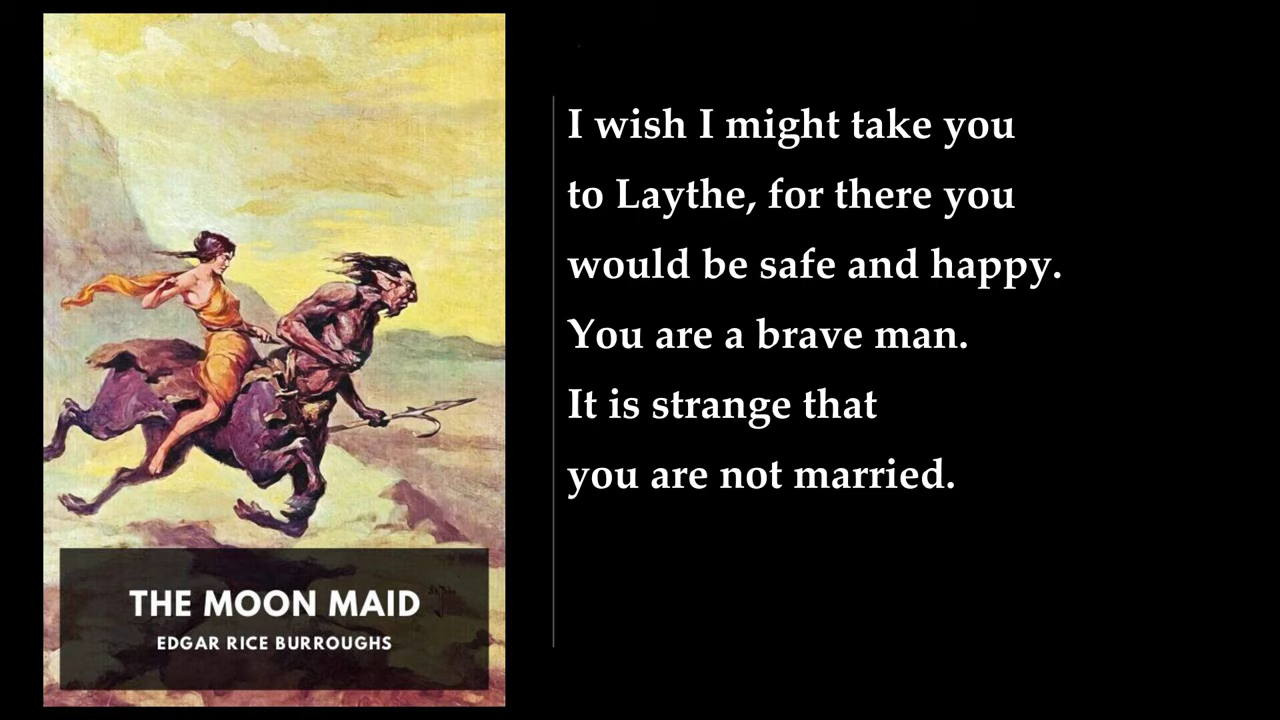 THE MOON MAID
EDGAR RICE BURROUGHS
I wish I might take you
to Laythe, for there you
would be safe and happy.
You are a brave man.
It is strange that
you are not married.